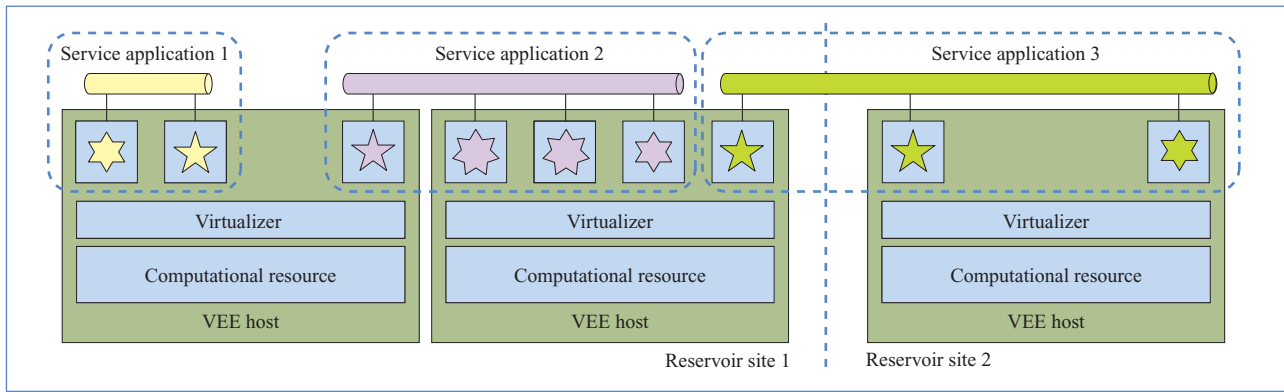 Service application 1
Service application 2
Service application 3
Virtualizer
Virtualizer
Virtualizer
Computational resource
Computational resource
Computational resource
VEE host
VEE host
VEE host
Reservoir site 1
Reservoir site 2